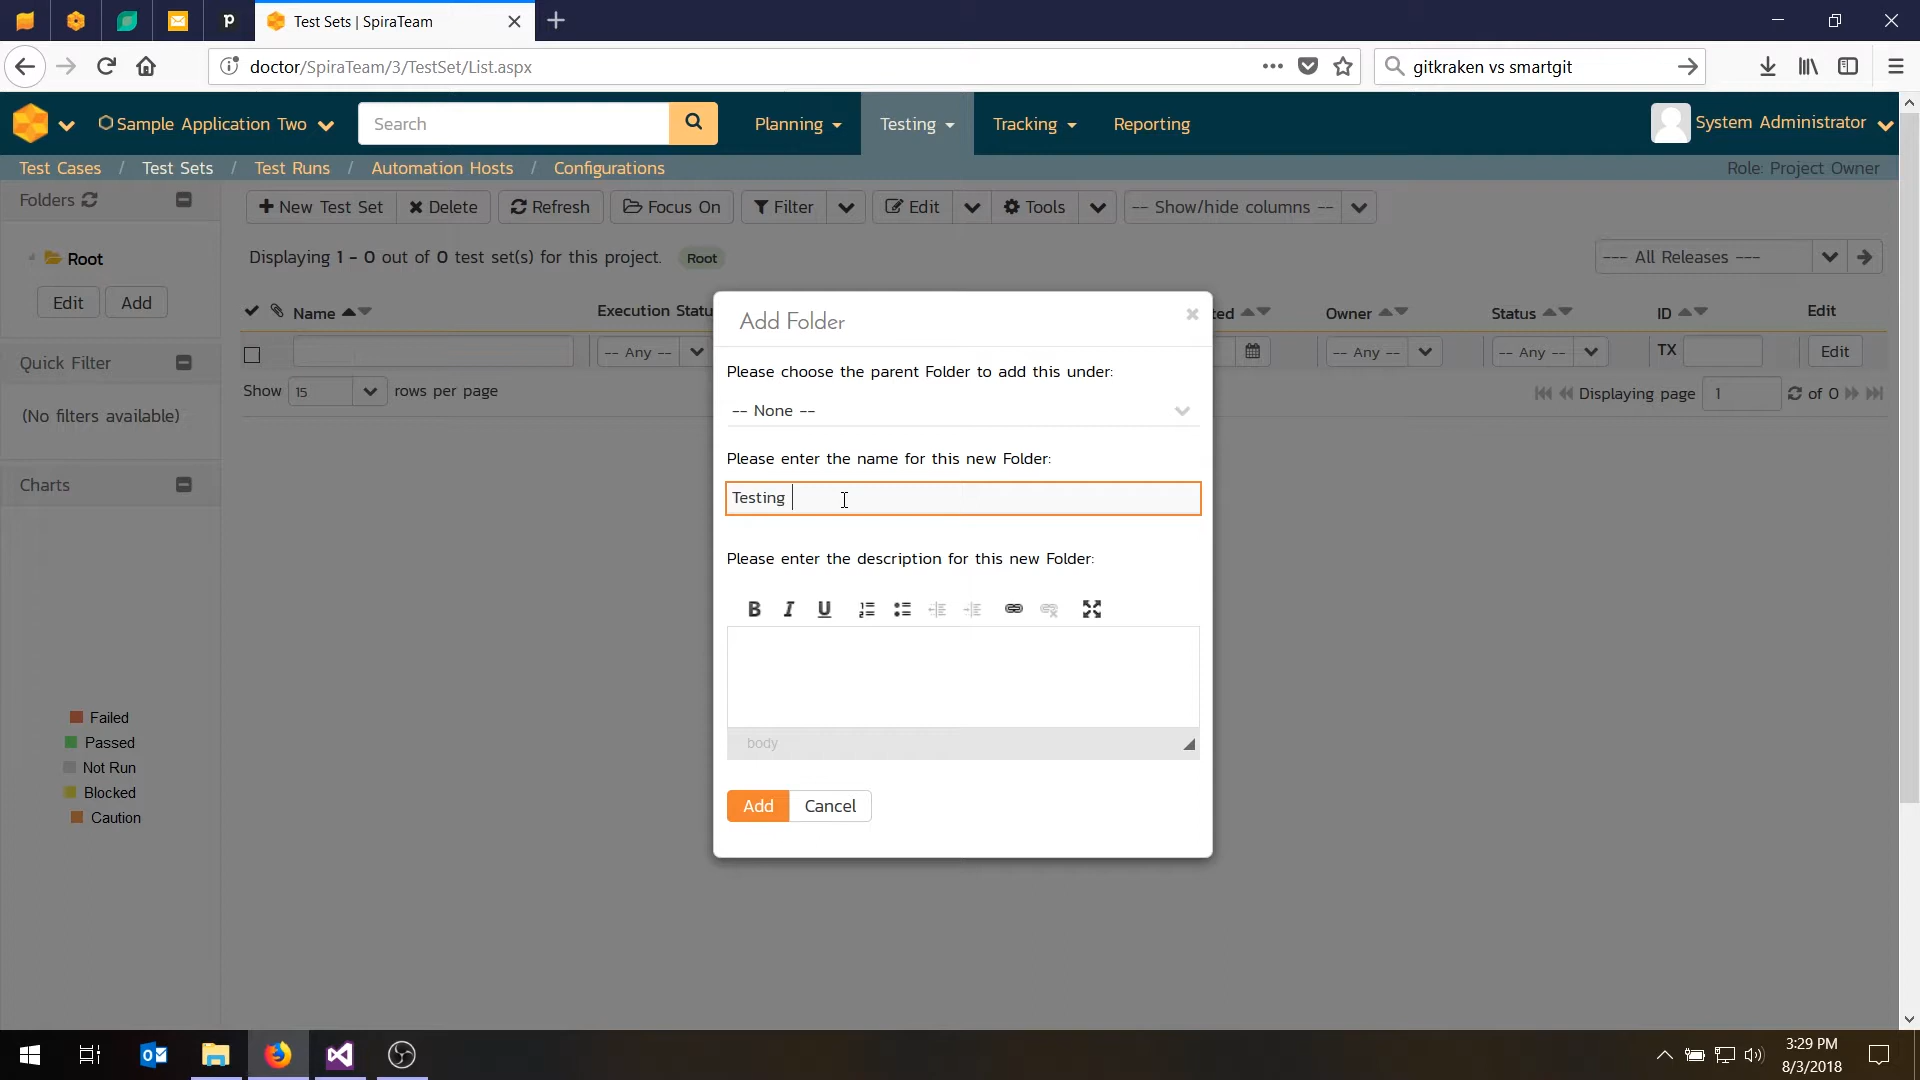 Test Sets | SpiraTeam
doctor/SpiraTeam/3/TestSet/List.aspx
gitkraken vs smartgit
Sample Application Two
Search
Planning
Testing
Tracking
Reporting
System Administrator
Test Cases / Test Sets / Test Runs / Automation Hosts / Configurations
Role: Project Owner
Folders
New Test Set
Delete
Refresh
Focus On
Filter
Edit
Tools
-- Show/hide columns --
Root
Displaying 1 - 0 out of 0 test set(s) for this project. Root
--- All Releases ---
Edit
Add
Name
Execution Statu
ted
Owner
Status
ID
Edit
-- Any --
-- Any --
-- Any --
TX
Edit
Show 15 rows per page
Displaying page 1 of 0
Quick Filter
(No filters available)
Charts
Failed
Passed
Not Run
Blocked
Caution
Add Folder
Please choose the parent Folder to add this under:
-- None --
Please enter the name for this new Folder:
Testing
Please enter the description for this new Folder:
B I U
body
Add
Cancel
3:29 PM
8/3/2018